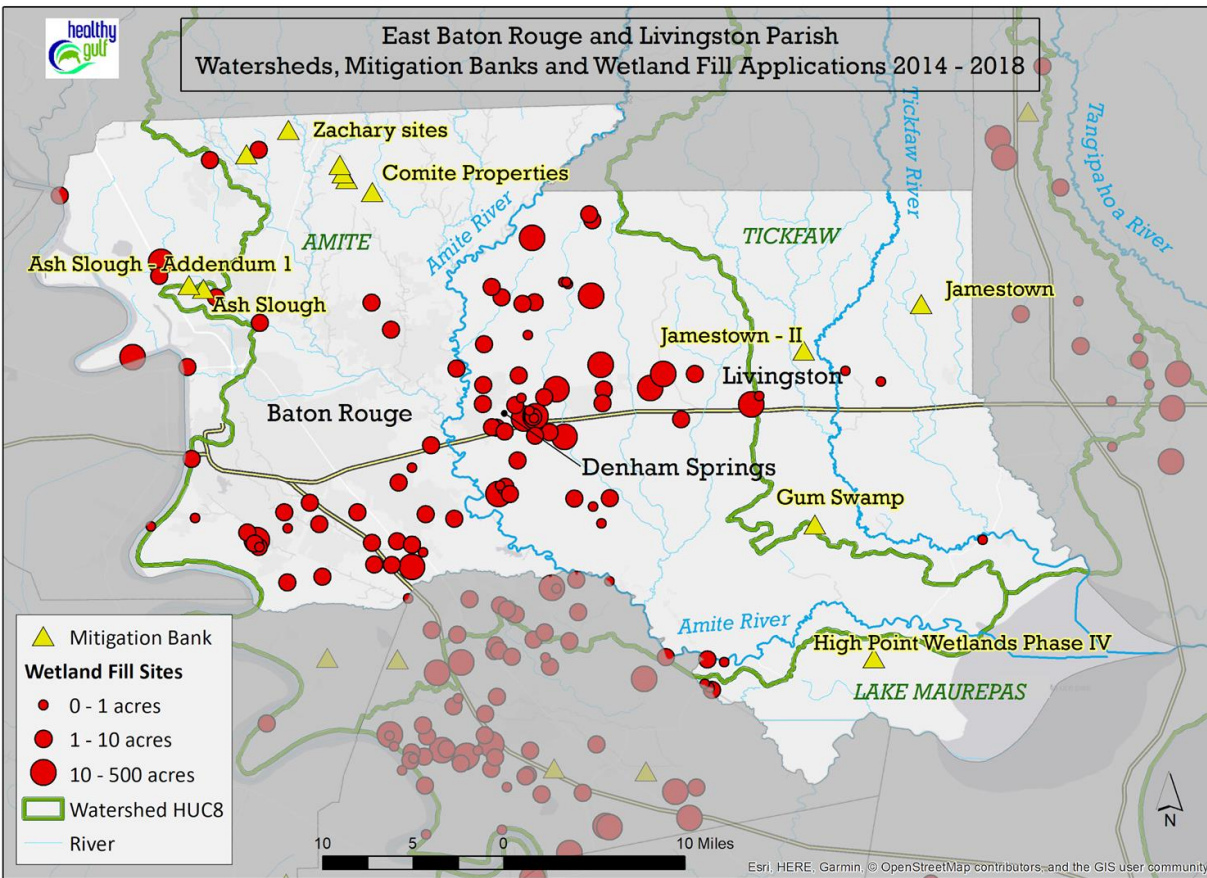 healthy
gulf
East Baton Rouge and Livingston Parish
Watersheds, Mitigation Banks and Wetland Fill Applications 2014 - 2018
Zachary sites
Comite Properties
AMITE
Amite River
TICKFAW
Tickfaw River
Tangipahoa River
Ash Slough - Addendum 1
Ash Slough
Jamestown
Jamestown - II
Livingston
Baton Rouge
Denham Springs
Gum Swamp
Amite River
High Point Wetlands Phase IV
LAKE MAUREPAS
Mitigation Bank
Wetland Fill Sites
0 - 1 acres
1 - 10 acres
10 - 500 acres
Watershed HUC8
River
10 5 0 10 Miles
N
Esri, HERE, Garmin, © OpenStreetMap contributors, and the GIS user community